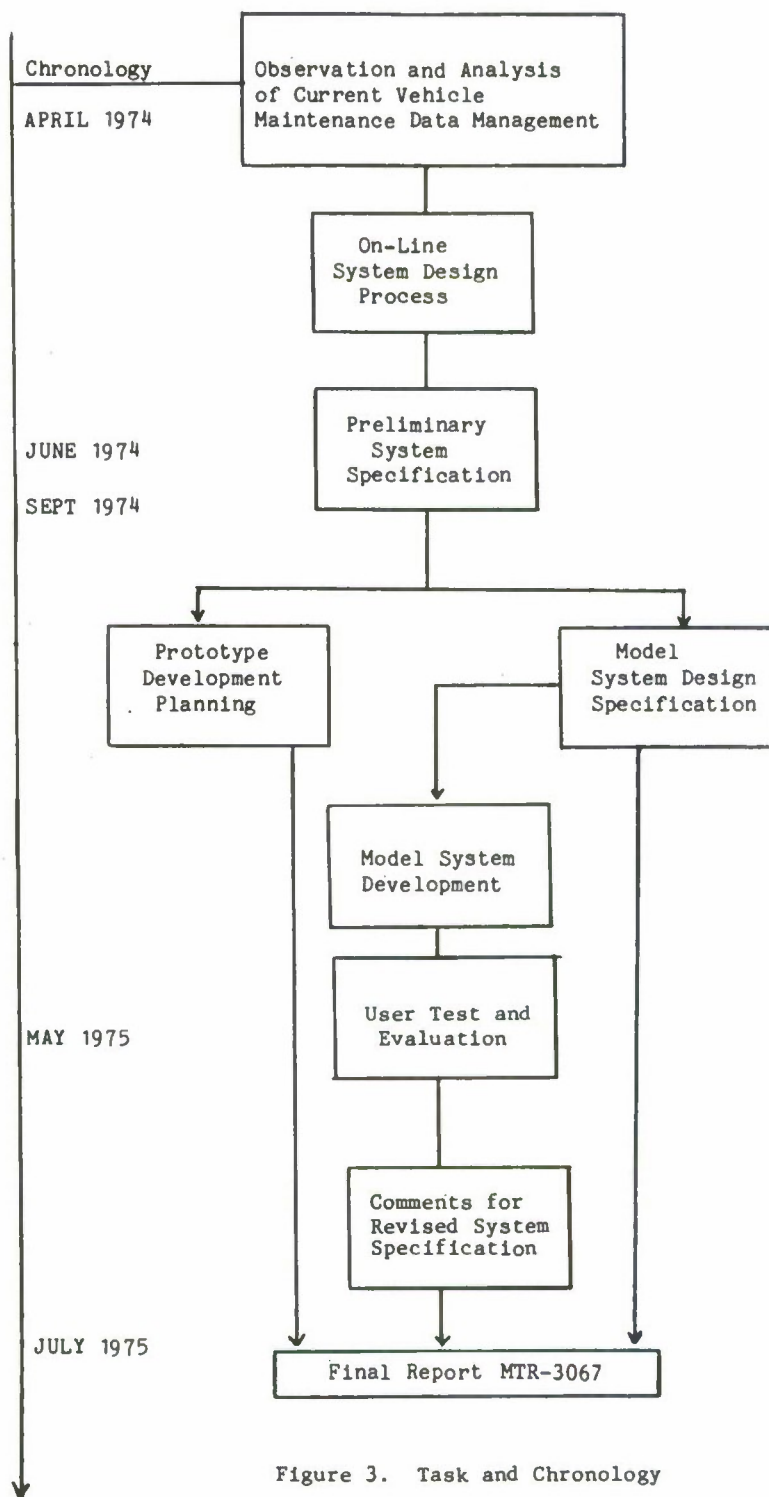 Chronology
APRIL 1974
Observation and Analysis
of Current Vehicle
Maintenance Data Management
On-Line
System Design
Process
JUNE 1974
Preliminary
System
Specification
SEPT 1974
Prototype
Development
Planning
Model
System Design
Specification
Model System
Development
MAY 1975
User Test and
Evaluation
Comments for
Revised System
Specification
JULY 1975
Final Report MTR-3067
Figure 3. Task and Chronology